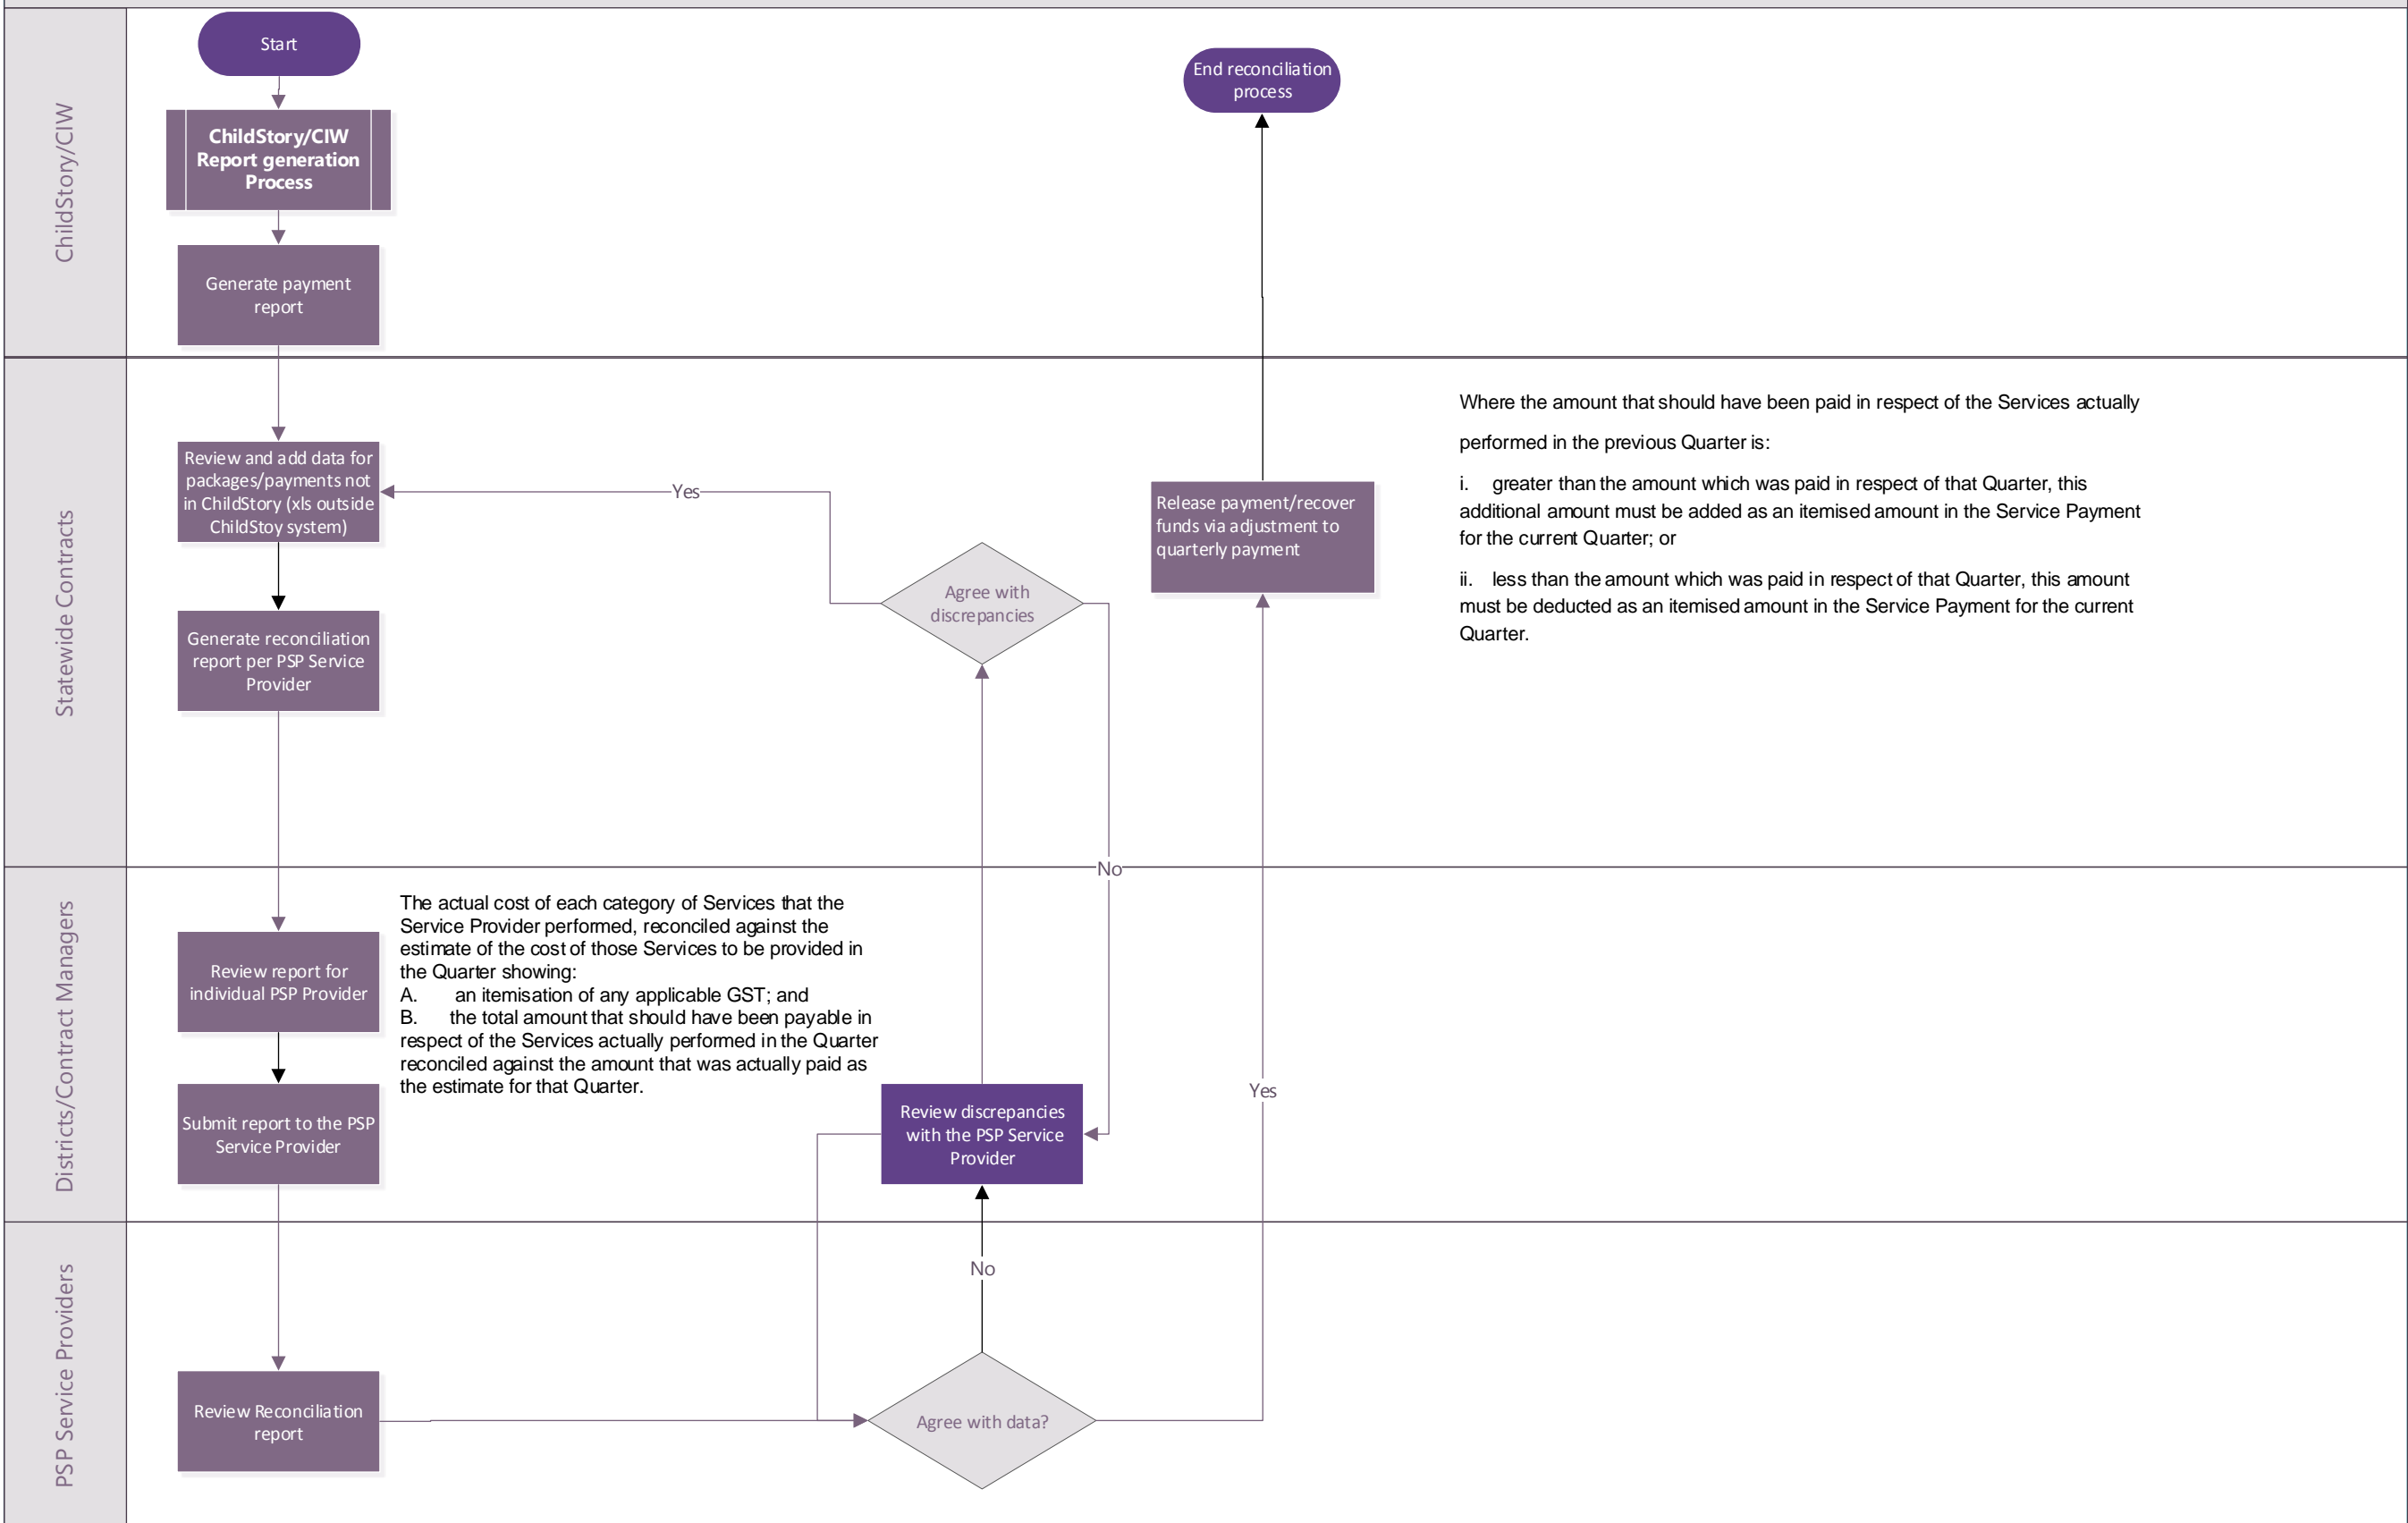 ChildStory/CIW
Start
ChildStory/CIW
Report generation
Process
Generate payment
report
End reconciliation
process
Statewide Contracts
Review and add data for
packages/payments not
in ChildStory (xls outside
ChildStoy system)
Yes
Generate reconciliation
report per PSP Service
Provider
Agree with
discrepancies
No
Release payment/recover
funds via adjustment to
quarterly payment
Where the amount that should have been paid in respect of the Services actually
performed in the previous Quarter is:
i. greater than the amount which was paid in respect of that Quarter, this
additional amount must be added as an itemised amount in the Service Payment
for the current Quarter; or
ii. less than the amount which was paid in respect of that Quarter, this amount
must be deducted as an itemised amount in the Service Payment for the current
Quarter.
Districts/Contract Managers
Review report for
individual PSP Provider
Submit report to the PSP
Service Provider
The actual cost of each category of Services that the
Service Provider performed, reconciled against the
estimate of the cost of those Services to be provided in
the Quarter showing:
A. an itemisation of any applicable GST; and
B. the total amount that should have been payable in
respect of the Services actually performed in the Quarter
reconciled against the amount that was actually paid as
the estimate for that Quarter.
Review discrepancies
with the PSP Service
Provider
Yes
PSP Service Providers
Review Reconciliation
report
No
Agree with data?